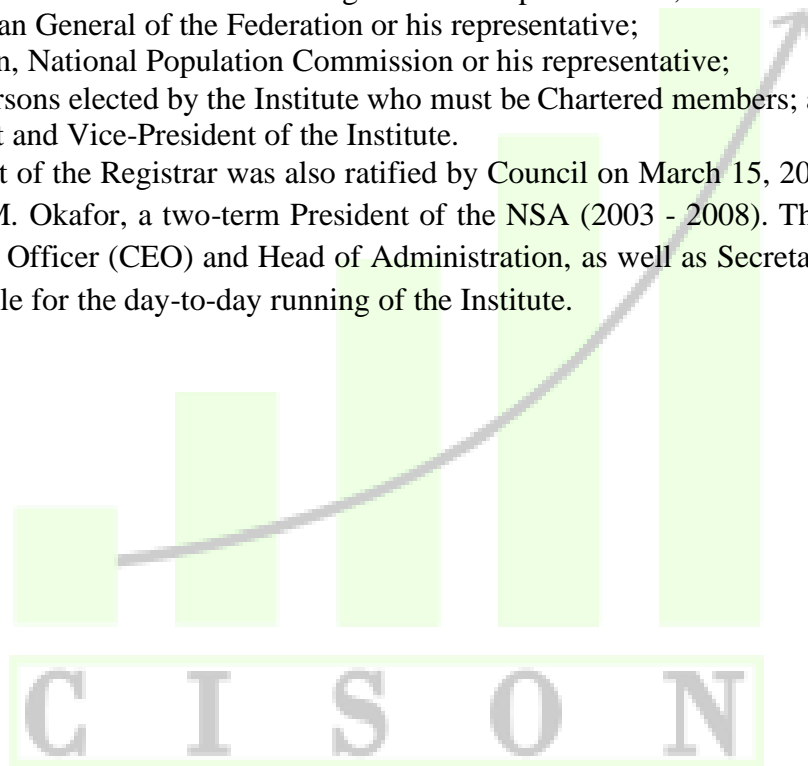 an General of the Federation or his representative;
n, National Population Commission or his representative;
rsons elected by the Institute who must be Chartered members;
t and Vice-President of the Institute.
t of the Registrar was also ratified by Council on March 15, 20
M. Okafor, a two-term President of the NSA (2003 - 2008). Th
Officer (CEO) and Head of Administration, as well as Secreta
le for the day-to-day running of the Institute.
C I S O N